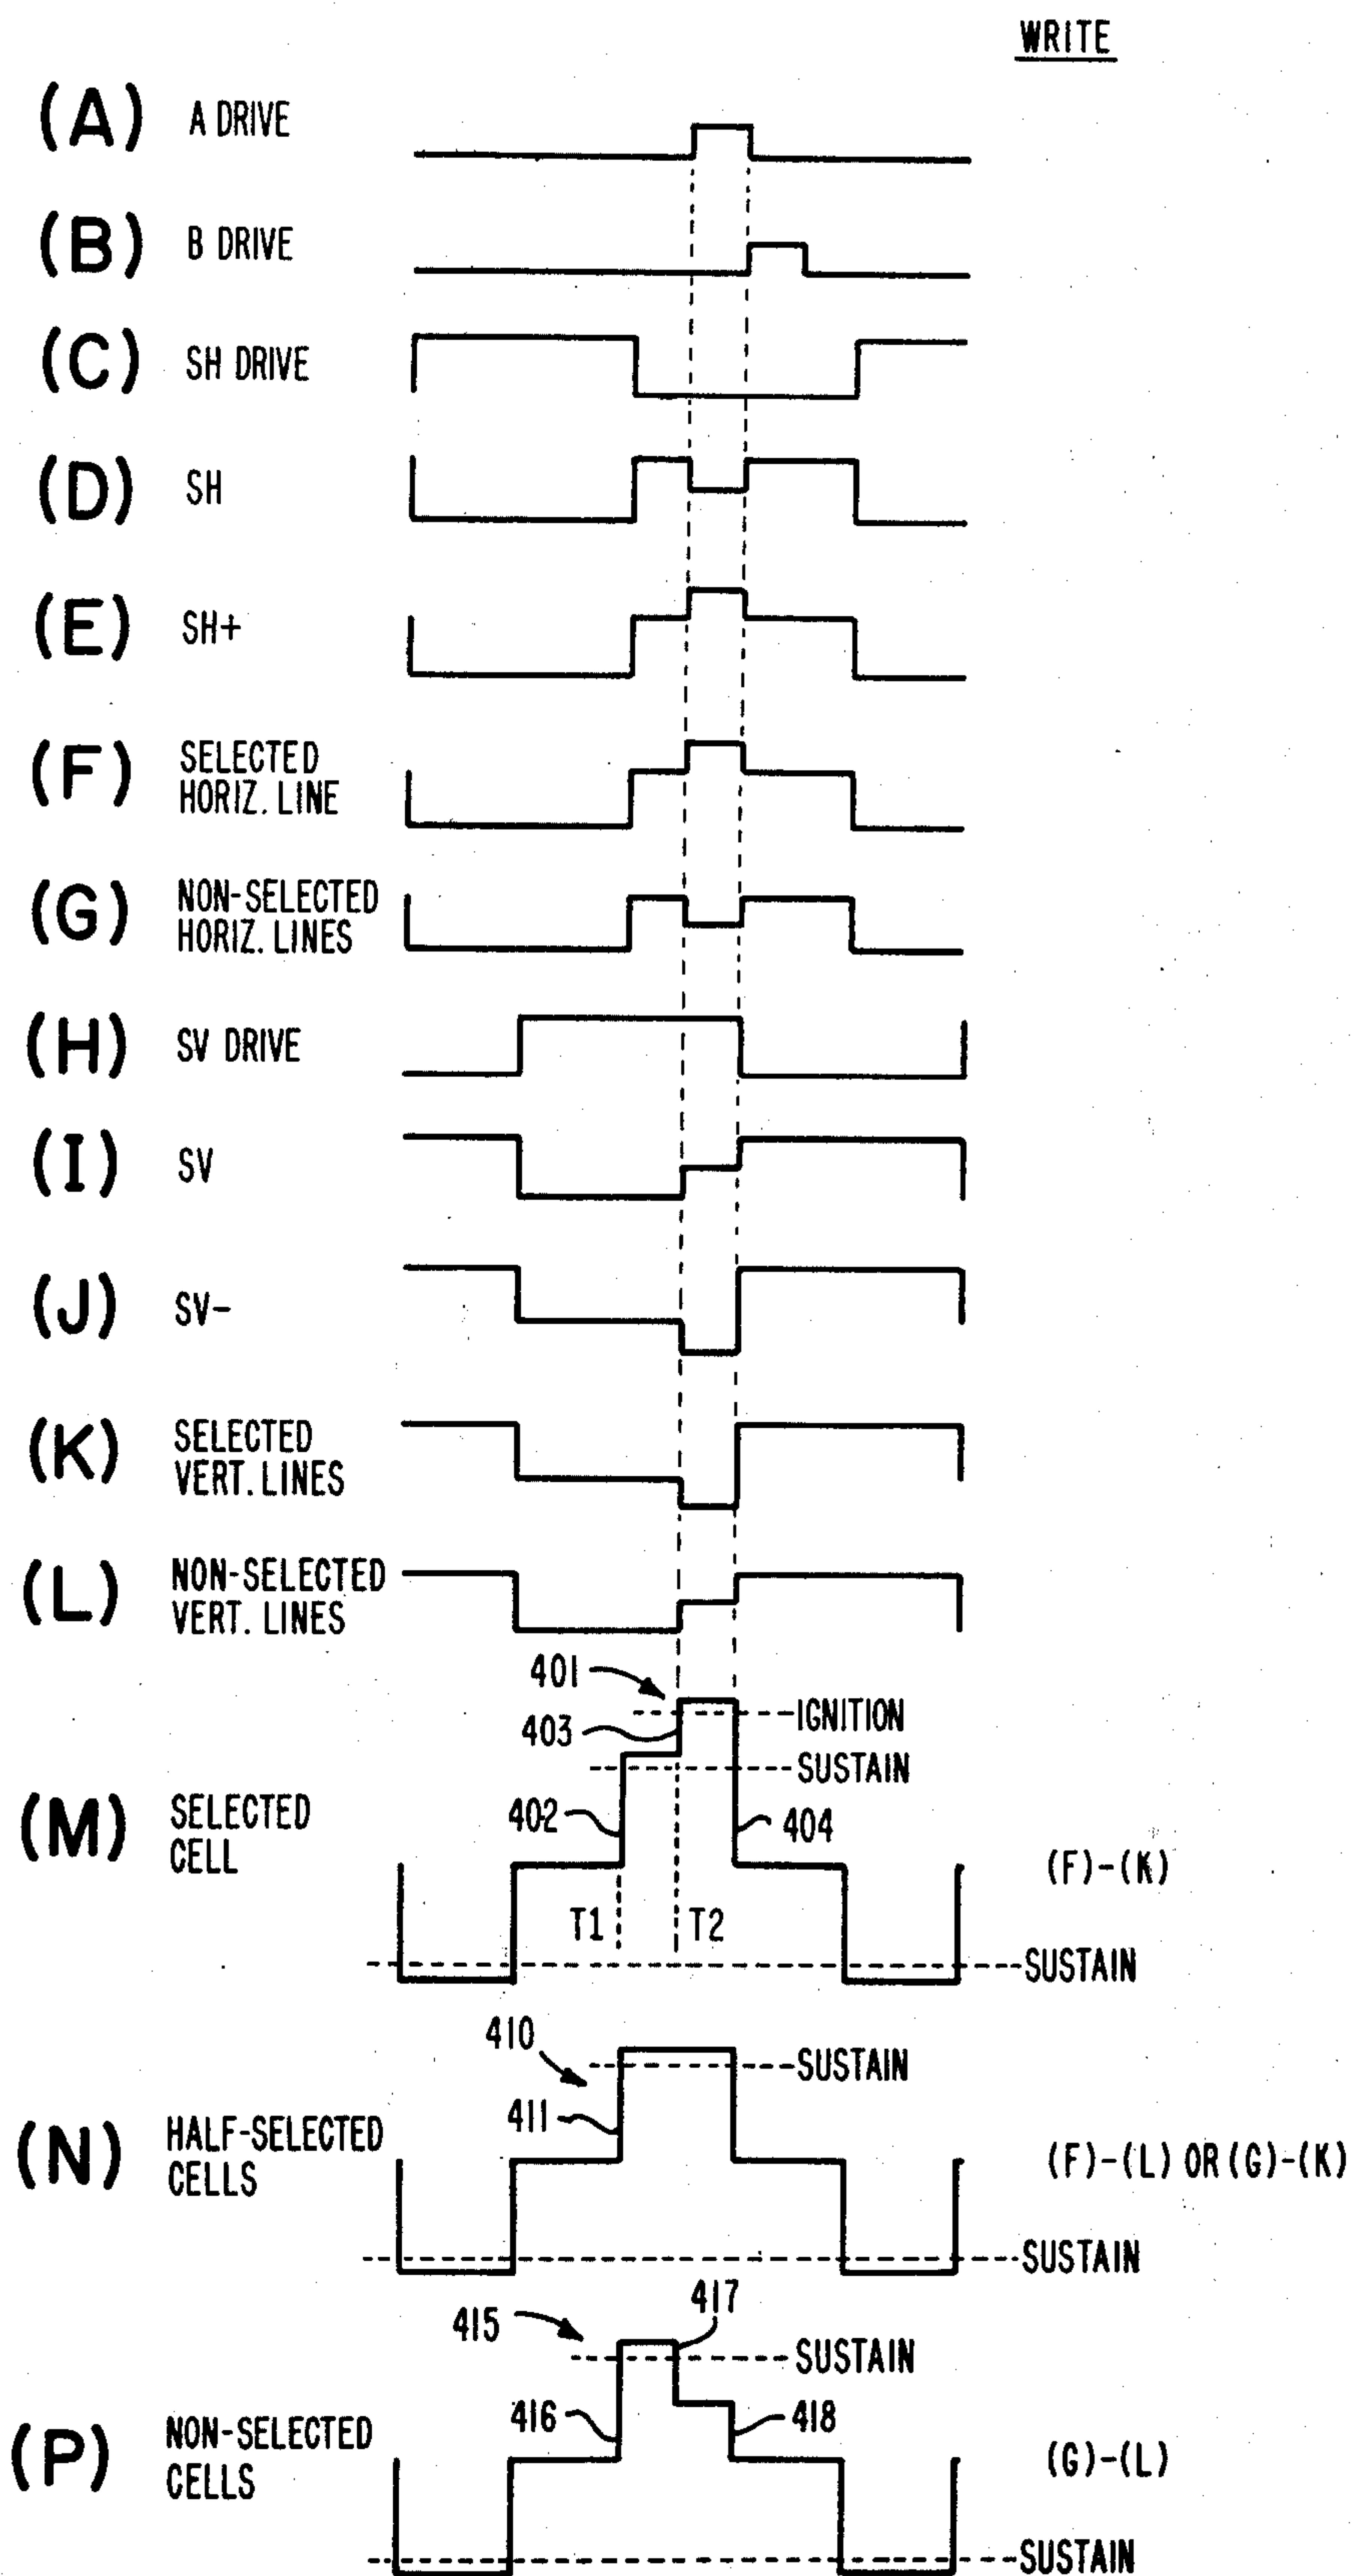 WRITE
(A) A DRIVE
(B) B DRIVE
(C) SH DRIVE
(D) SH
(E) SH+
(F) SELECTED
HORIZ. LINE
(G) NON-SELECTED
HORIZ. LINES
(H) SV DRIVE
(I) SV
(J) SV-
(K) SELECTED
VERT. LINES
(L) NON-SELECTED
VERT. LINES
401
IGNITION
403
SUSTAIN
402
404
(M) SELECTED
CELL
(F)-(K)
T1 T2
SUSTAIN
410
SUSTAIN
411
(N) HALF-SELECTED
CELLS
(F)-(L) OR (G)-(K)
SUSTAIN
417
415
SUSTAIN
416
418
(P) NON-SELECTED
CELLS
(G)-(L)
SUSTAIN